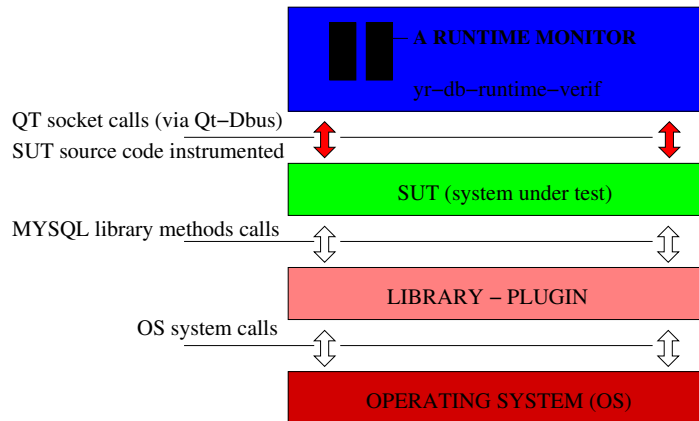 A RUNTIME MONITOR
yr−db−runtime−verif
QT socket calls (via Qt−Dbus)
SUT source code instrumented
SUT (system under test)
MYSQL library methods calls
LIBRARY − PLUGIN
OS system calls
OPERATING SYSTEM (OS)